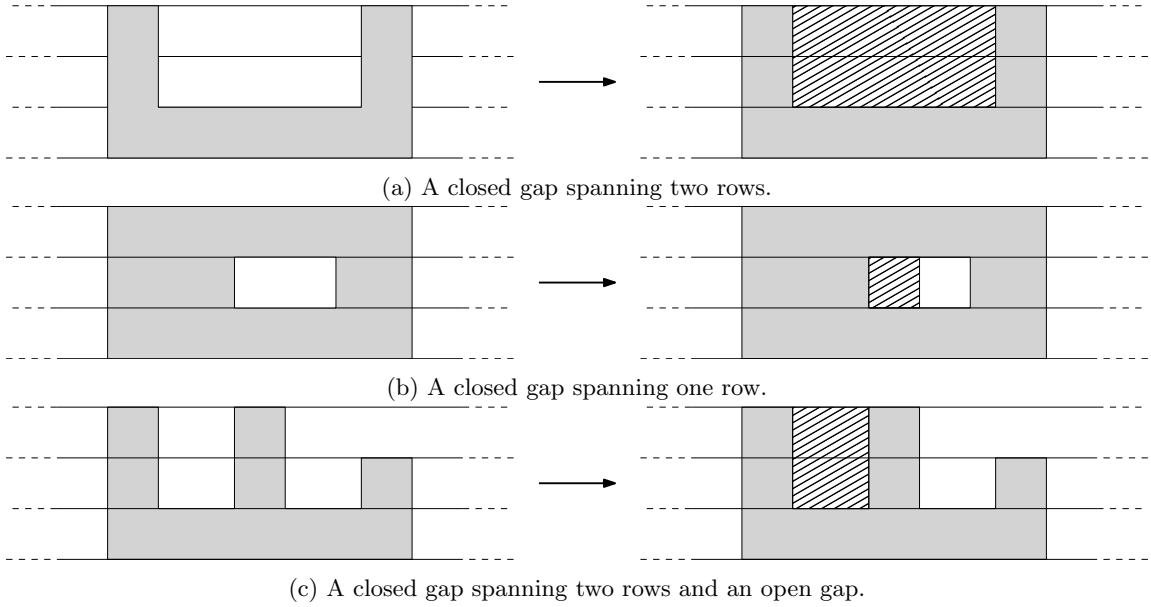 (a) A closed gap spanning two rows.
(b) A closed gap spanning one row.
(c) A closed gap spanning two rows and an open gap.